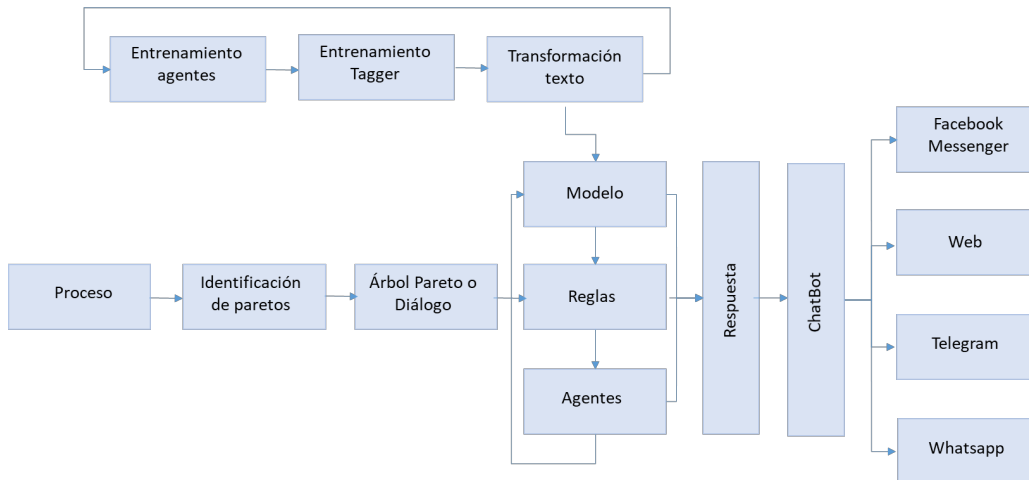 Entrenamiento
agentes
Entrenamiento
Tagger
Transformación
texto
Facebook
Messenger
Modelo
Web
Proceso
Identificación
de paretos
Árbol Pareto o
Diálogo
Reglas
Respuesta
ChatBot
Telegram
Agentes
Whatsapp